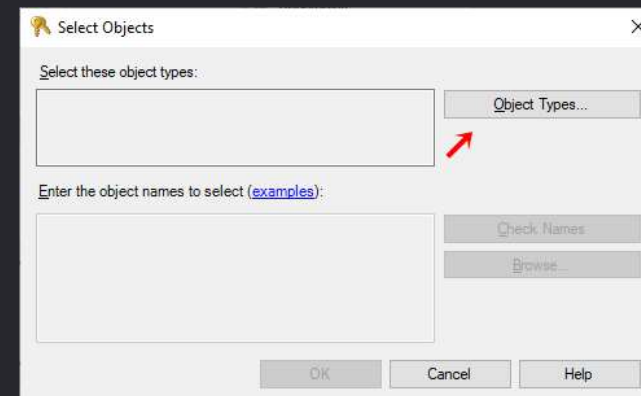 Select Objects
Select these object types:
Object Types...
Enter the object names to select (examples):
Check Names
Browse...
OK
Cancel
Help